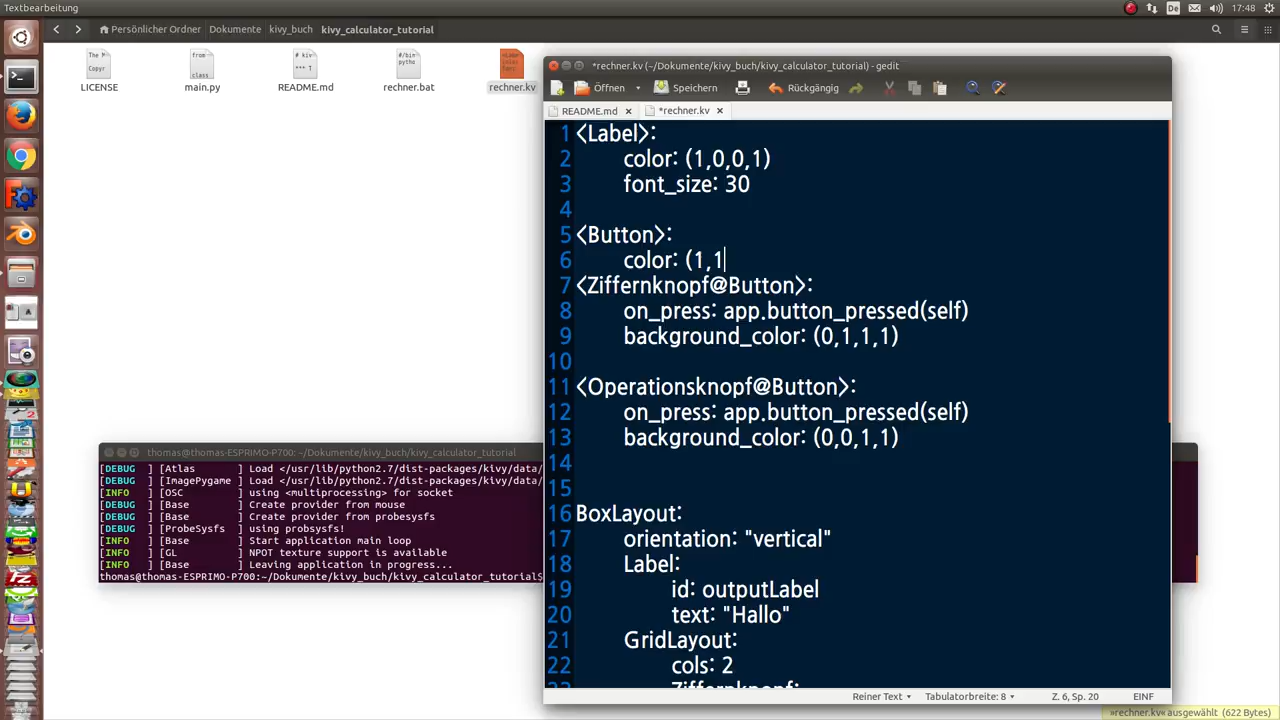 Textbearbeitung
De
17:48
Persönlicher Ordner
Dokumente
kivy_buch
kivy_calculator_tutorial
LICENSE
main.py
README.md
rechner.bat
rechner.kv
*rechner.kv (~/Dokumente/kivy_buch/kivy_calculator_tutorial) - gedit
Öffnen
Speichern
Rückgängig
README.md
*rechner.kv
1 <Label>:
2 color: (1,0,0,1)
3 font_size: 30
4
5 <Button>:
6 color: (1,1
7 <Ziffernknopf@Button>:
8 on_press: app.button_pressed(self)
9 background_color: (0,1,1,1)
10
11 <Operationsknopf@Button>:
12 on_press: app.button_pressed(self)
13 background_color: (0,0,1,1)
14
15
16 BoxLayout:
17 orientation: "vertical"
18 Label:
19 id: outputLabel
20 text: "Hallo"
21 GridLayout:
22 cols: 2
23 Ziffernknopf:
Reiner Text
Tabulatorbreite: 8
Z. 6, Sp. 20
EINF
»rechner.kv« ausgewählt (622 Bytes)
thomas@thomas-ESPRIMO-P700: ~/Dokumente/kivy_buch/kivy_calculator_tutorial
[DEBUG ] [Atlas ] Load </usr/lib/python2.7/dist-packages/kivy/data/
[DEBUG ] [ImagePygame ] Load </usr/lib/python2.7/dist-packages/kivy/data/
[INFO ] [OSC ] using <multiprocessing> for socket
[DEBUG ] [Base ] Create provider from mouse
[DEBUG ] [Base ] Create provider from probesysfs
[DEBUG ] [ProbeSysfs ] using probsysfs!
[INFO ] [Base ] Start application main loop
[INFO ] [GL ] NPOT texture support is available
[INFO ] [Base ] Leaving application in progress...
thomas@thomas-ESPRIMO-P700:~/Dokumente/kivy_buch/kivy_calculator_tutorial$